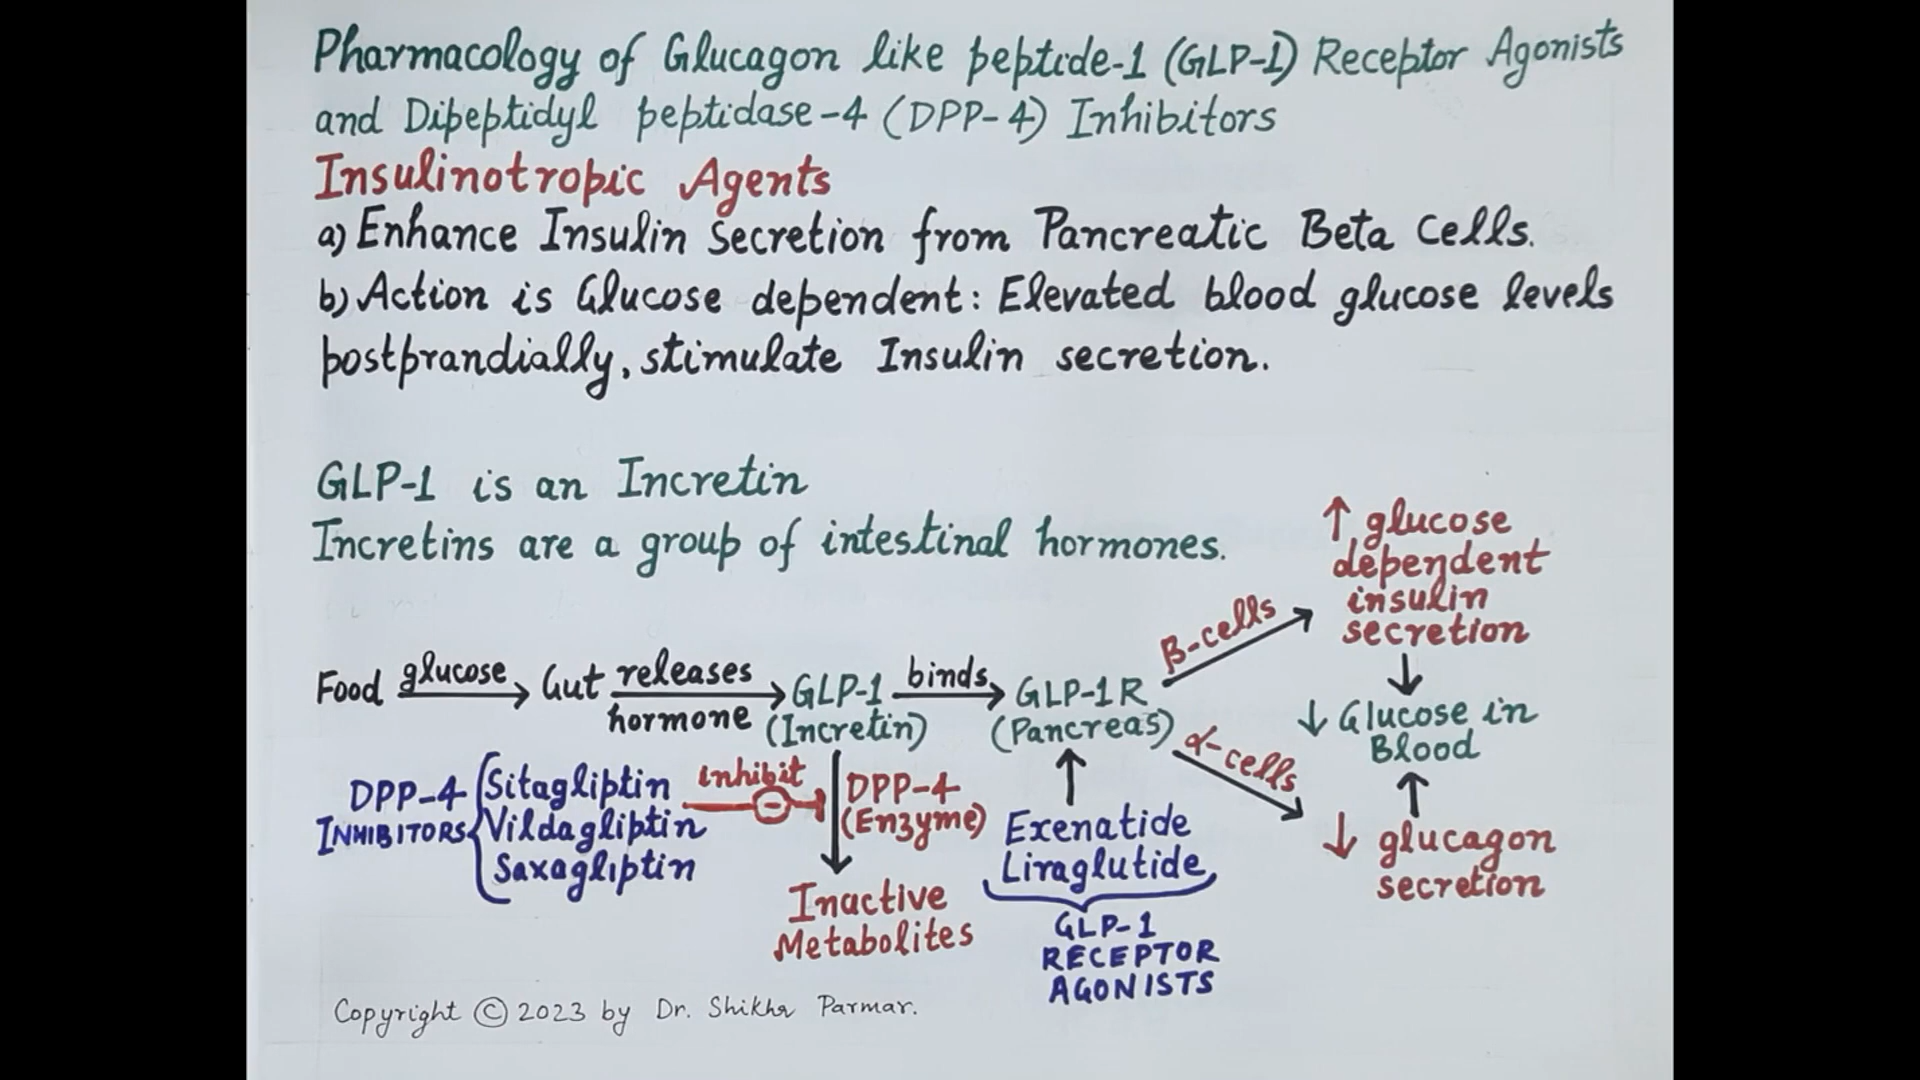 Pharmacology of Glucagon like peptide-1 (GLP-1) Receptor Agonists
and Dipeptidyl peptidase-4 (DPP-4) Inhibitors
Insulinotropic Agents
a) Enhance Insulin Secretion from Pancreatic Beta Cells.
b) Action is Glucose dependent: Elevated blood glucose levels
postprandially, stimulate Insulin secretion.
GLP-1 is an Incretin
Incretins are a group of intestinal hormones.
↑ glucose
dependent
insulin
secretion
↓
↓ Glucose in
Blood
↑
↓ glucagon
secretion
β-cells
α-cells
Food glucose → Gut releases → GLP-1 binds → GLP-1R
hormone (Incretin) (Pancreas)
DPP-4
INHIBITORS
Sitagliptin
Vildagliptin
Saxagliptin
inhibit
⊖
DPP-4
(Enzyme)
Inactive
Metabolites
↑
Exenatide
Liraglutide
GLP-1
RECEPTOR
AGONISTS
Copyright © 2023 by Dr. Shikha Parmar.